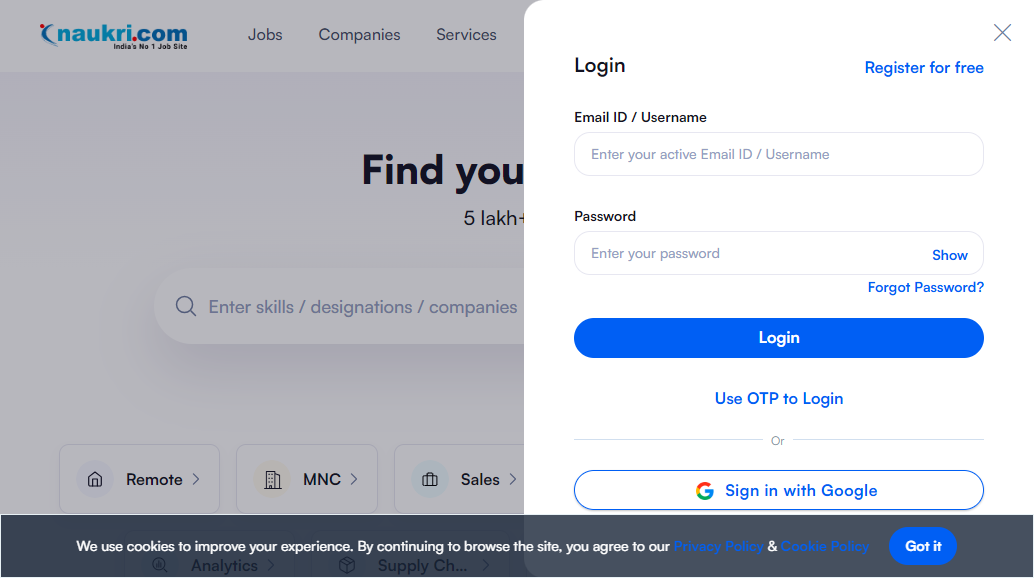 naukri.com
India's No 1 Job Site
Jobs Companies Services
Find you
5 lakh+
Enter skills / designations / companies
Remote
MNC
Sales
Analytics
Supply Ch...
Login
Register for free
Email ID / Username
Enter your active Email ID / Username
Password
Enter your password
Show
Forgot Password?
Login
Use OTP to Login
Or
Sign in with Google
We use cookies to improve your experience. By continuing to browse the site, you agree to our Privacy Policy & Cookie Policy
Got it